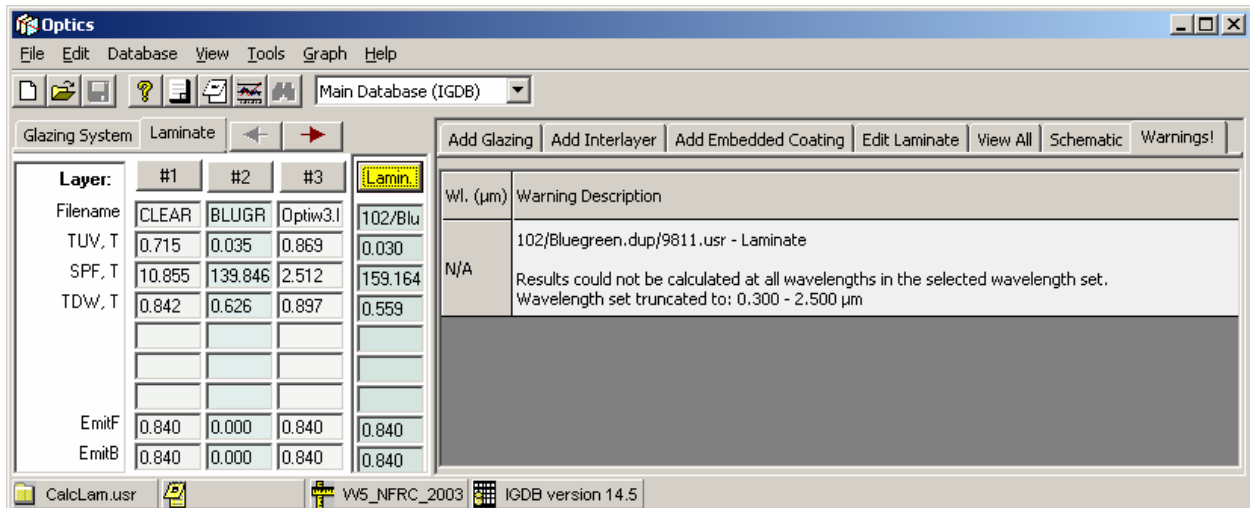 Optics
File Edit Database View Tools Graph Help
Main Database (IGDB)
Glazing System Laminate
Add Glazing Add Interlayer Add Embedded Coating Edit Laminate View All Schematic Warnings!
Layer: #1 #2 #3 Lamin.
Filename CLEAR BLUGR Optiw3.l 102/Blu
TUV, T 0.715 0.035 0.869 0.030
SPF, T 10.855 139.846 2.512 159.164
TDW, T 0.842 0.626 0.897 0.559
EmitF 0.840 0.000 0.840 0.840
EmitB 0.840 0.000 0.840 0.840
Wl. (µm) Warning Description
N/A
102/Bluegreen.dup/9811.usr - Laminate
Results could not be calculated at all wavelengths in the selected wavelength set.
Wavelength set truncated to: 0.300 - 2.500 µm
CalcLam.usr W5_NFRC_2003 IGDB version 14.5